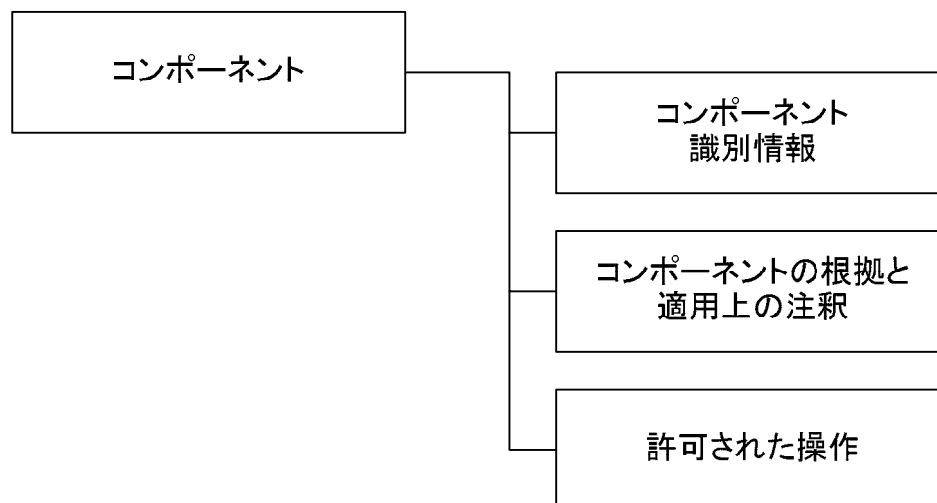 コンポーネント
コンポーネント
識別情報
コンポーネントの根拠と
適用上の注釈
許可された操作